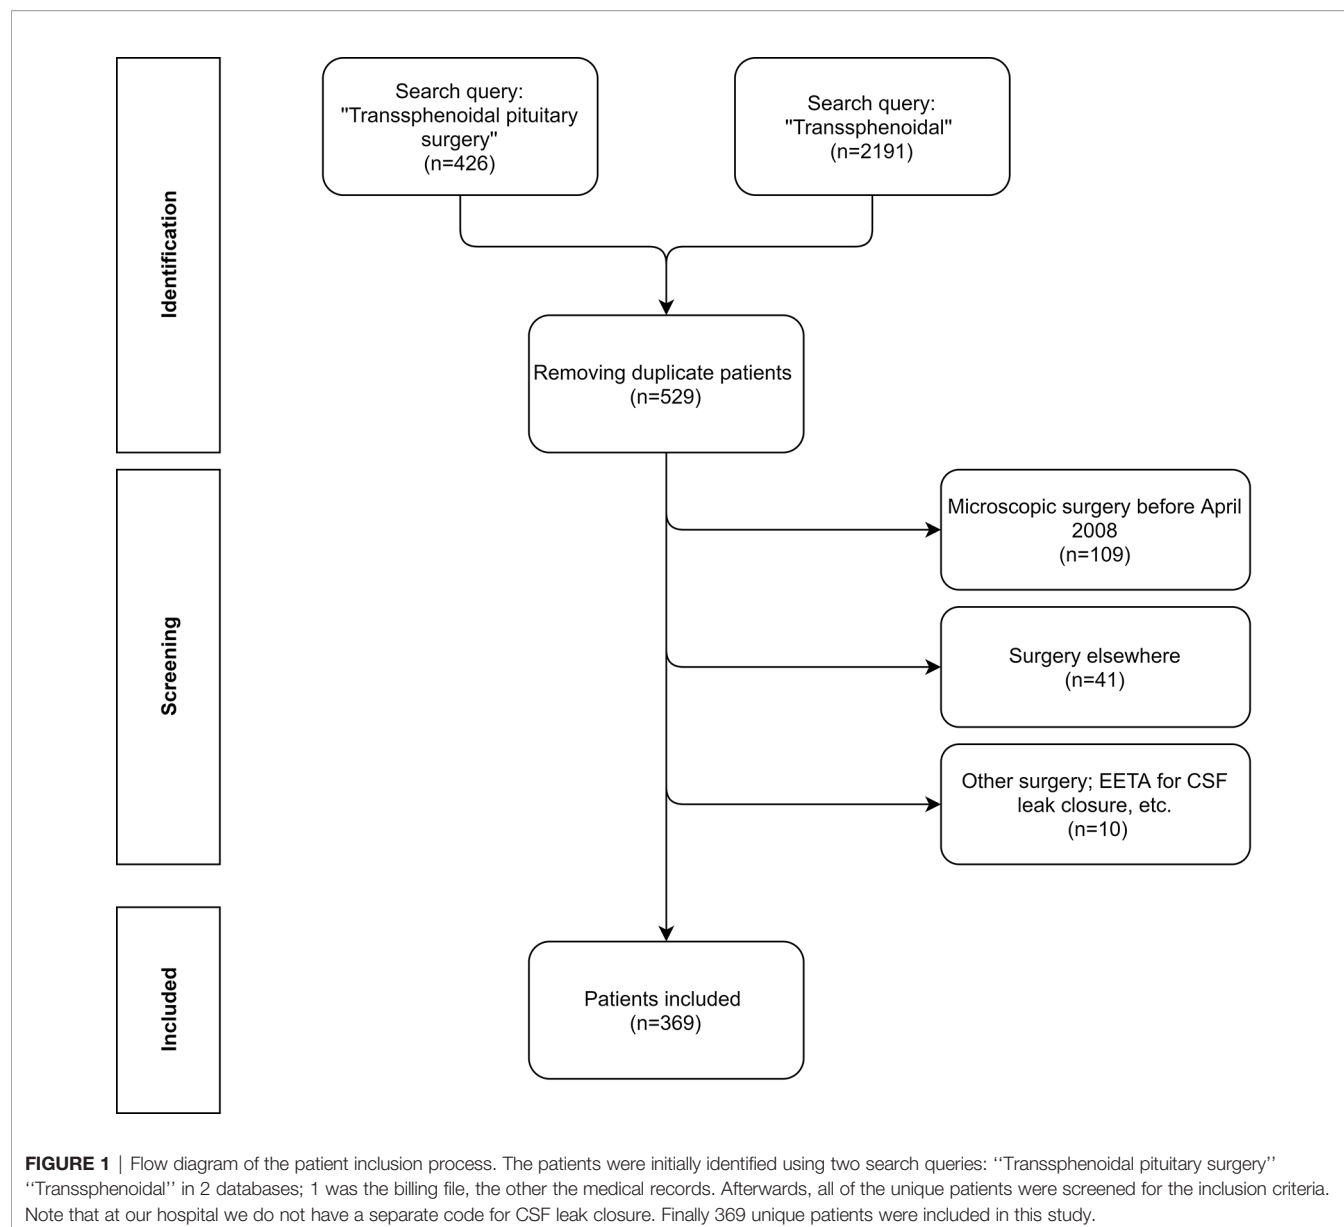 Identification
Search query:
"Transsphenoidal pituitary
surgery"
(n=426)
Search query:
"Transsphenoidal"
(n=2191)
Removing duplicate patients
(n=529)
Screening
Microscopic surgery before April
2008
(n=109)
Surgery elsewhere
(n=41)
Other surgery; EETA for CSF
leak closure, etc.
(n=10)
Included
Patients included
(n=369)
FIGURE 1 | Flow diagram of the patient inclusion process. The patients were initially identified using two search queries: ‘‘Transsphenoidal pituitary surgery’’
‘‘Transsphenoidal’’ in 2 databases; 1 was the billing file, the other the medical records. Afterwards, all of the unique patients were screened for the inclusion criteria.
Note that at our hospital we do not have a separate code for CSF leak closure. Finally 369 unique patients were included in this study.